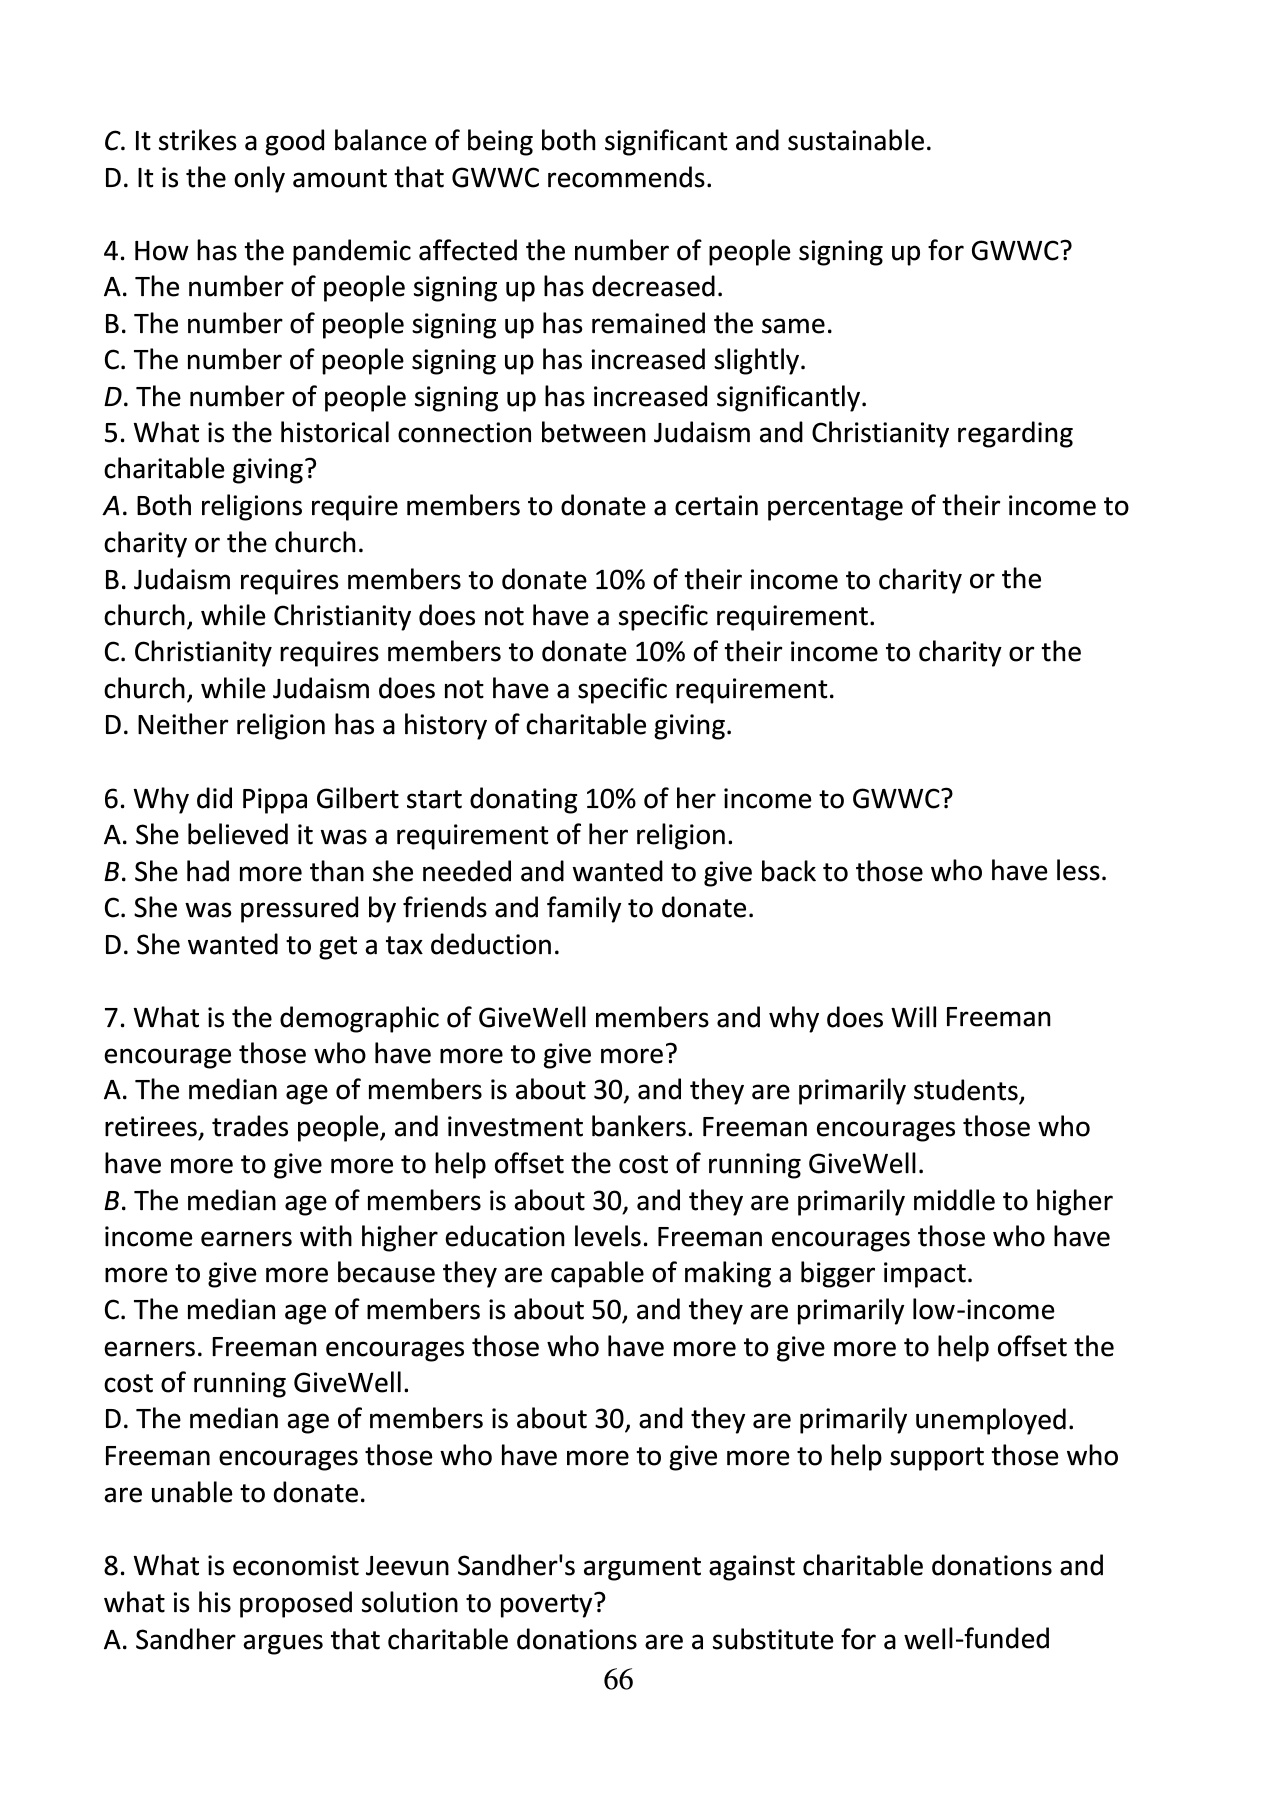 C. It strikes a good balance of being both significant and sustainable.
D. It is the only amount that GWWC recommends.
4. How has the pandemic affected the number of people signing up for GWWC?
A. The number of people signing up has decreased.
B. The number of people signing up has remained the same.
C. The number of people signing up has increased slightly.
D. The number of people signing up has increased significantly.
5. What is the historical connection between Judaism and Christianity regarding
charitable giving?
A. Both religions require members to donate a certain percentage of their income to
charity or the church.
B. Judaism requires members to donate 10% of their income to charity or the
church, while Christianity does not have a specific requirement.
C. Christianity requires members to donate 10% of their income to charity or the
church, while Judaism does not have a specific requirement.
D. Neither religion has a history of charitable giving.
6. Why did Pippa Gilbert start donating 10% of her income to GWWC?
A. She believed it was a requirement of her religion.
B. She had more than she needed and wanted to give back to those who have less.
C. She was pressured by friends and family to donate.
D. She wanted to get a tax deduction.
7. What is the demographic of GiveWell members and why does Will Freeman
encourage those who have more to give more?
A. The median age of members is about 30, and they are primarily students,
retirees, trades people, and investment bankers. Freeman encourages those who
have more to give more to help offset the cost of running GiveWell.
B. The median age of members is about 30, and they are primarily middle to higher
income earners with higher education levels. Freeman encourages those who have
more to give more because they are capable of making a bigger impact.
C. The median age of members is about 50, and they are primarily low-income
earners. Freeman encourages those who have more to give more to help offset the
cost of running GiveWell.
D. The median age of members is about 30, and they are primarily unemployed.
Freeman encourages those who have more to give more to help support those who
are unable to donate.
8. What is economist Jeevun Sandher's argument against charitable donations and
what is his proposed solution to poverty?
A. Sandher argues that charitable donations are a substitute for a well-funded
66